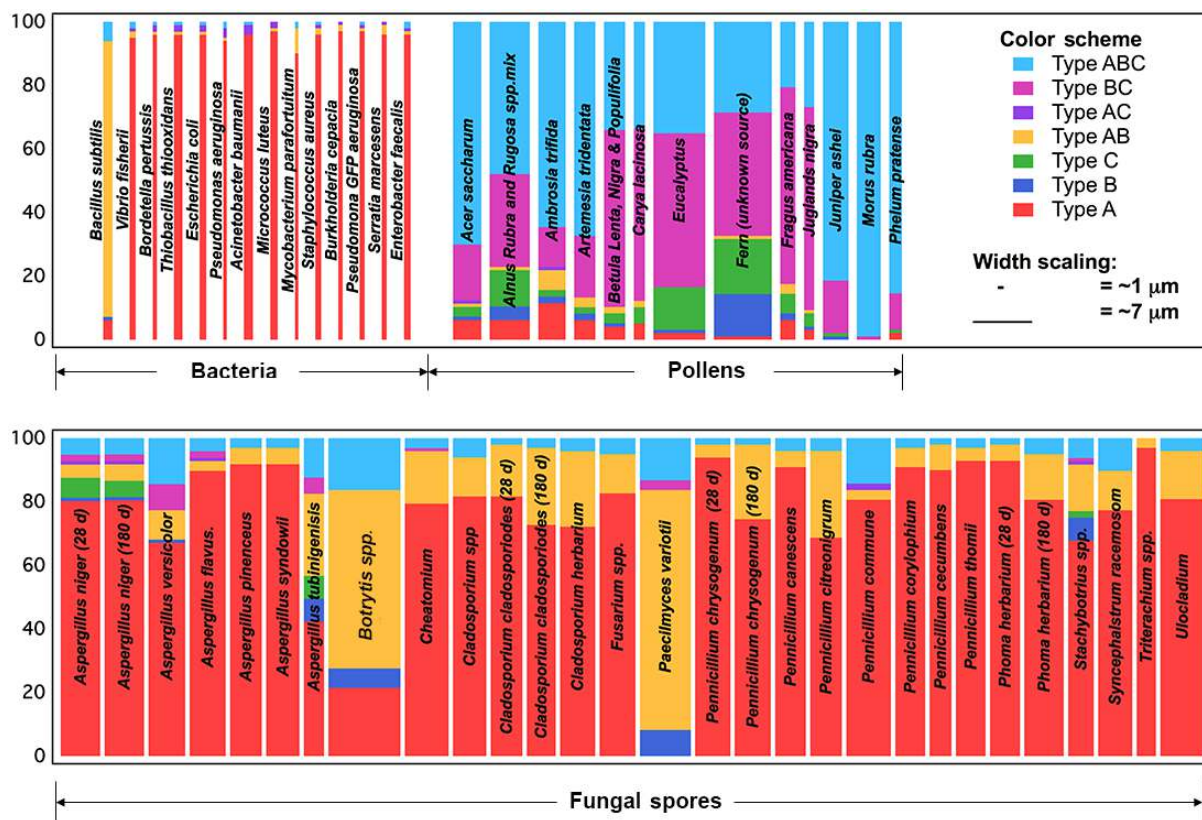 100
80
60
40
20
0
Bacillus subtilis
Vibrio fisherii
Bordetella pertussis
Thiobacillus thiooxidans
Escherichia coli
Pseudomonas aeruginosa
Acinetobacter baumanii
Micrococcus luteus
Mycobacterium parafortuitum
Staphylococcus aureus
Burkholderia cepacia
Pseudomona GFP aeruginosa
Serratia marcesens
Enterobacter faecalis
Acer saccharum
Alnus Rubra and Rugosa spp.mix
Ambrosia trifida
Artemesia tridentata
Betula Lenta, Nigra & Populifolia
Carya lacinosa
Eucalyptus
Fern (unknown source)
Fragus americana
Juglands nigra
Juniper ashei
Morus rubra
Phelum pratense
Color scheme
Type ABC
Type BC
Type AC
Type AB
Type C
Type B
Type A
Width scaling:
- = ~1 μm
= ~7 μm
Bacteria
Pollens
100
80
60
40
20
0
Aspergillus niger (28 d)
Aspergillus niger (180 d)
Aspergillus versicolor
Aspergillus flavus.
Aspergillus pinenceus
Aspergillus syndowii
Aspergillus tubinigenisis
Botrytis spp.
Cheatomium
Cladosporium spp
Cladosporium cladosporiodes (28 d)
Cladosporium cladosporiodes (180 d)
Cladosporium herbarium
Fusarium spp.
Paecilmyces variotii
Pennicillium chrysogenum (28 d)
Pennicillium chrysogenum (180 d)
Pennicillium canescens
Pennicillium citreonigrum
Pennicillium commune
Pennicillium corylophium
Pennicillium cecumbens
Pennicillium thomii
Phoma herbarium (28 d)
Phoma herbarium (180 d)
Stachybotrius spp.
Syncephalstrum racemosom
Triterachium spp.
Ulocladium
Fungal spores